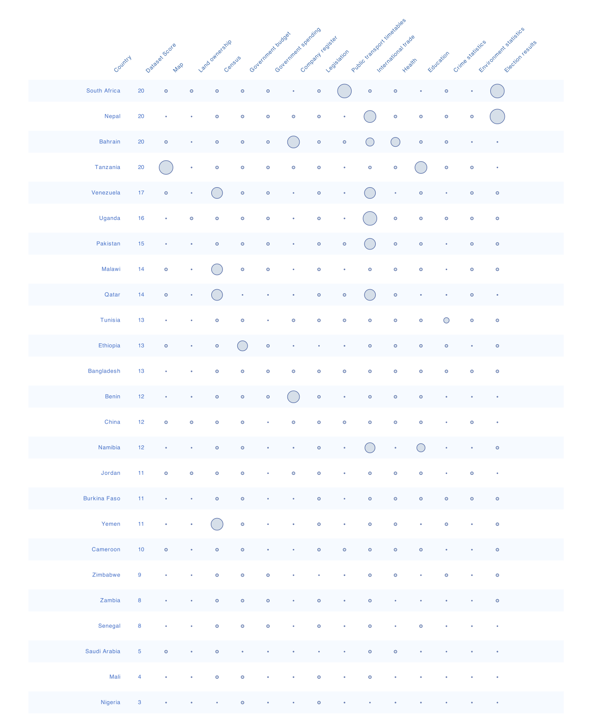 Country
Dataset Score
Map
Land ownership
Census
Government budget
Government spending
Company register
Legislation
Public transport timetables
International trade
Health
Education
Crime statistics
Environment statistics
Election results
South Africa 20
Nepal 20
Bahrain 20
Tanzania 20
Venezuela 17
Uganda 16
Pakistan 15
Malawi 14
Qatar 14
Tunisia 13
Ethiopia 13
Bangladesh 13
Benin 12
China 12
Namibia 12
Jordan 11
Burkina Faso 11
Yemen 11
Cameroon 10
Zimbabwe 9
Zambia 8
Senegal 8
Saudi Arabia 5
Mali 4
Nigeria 3